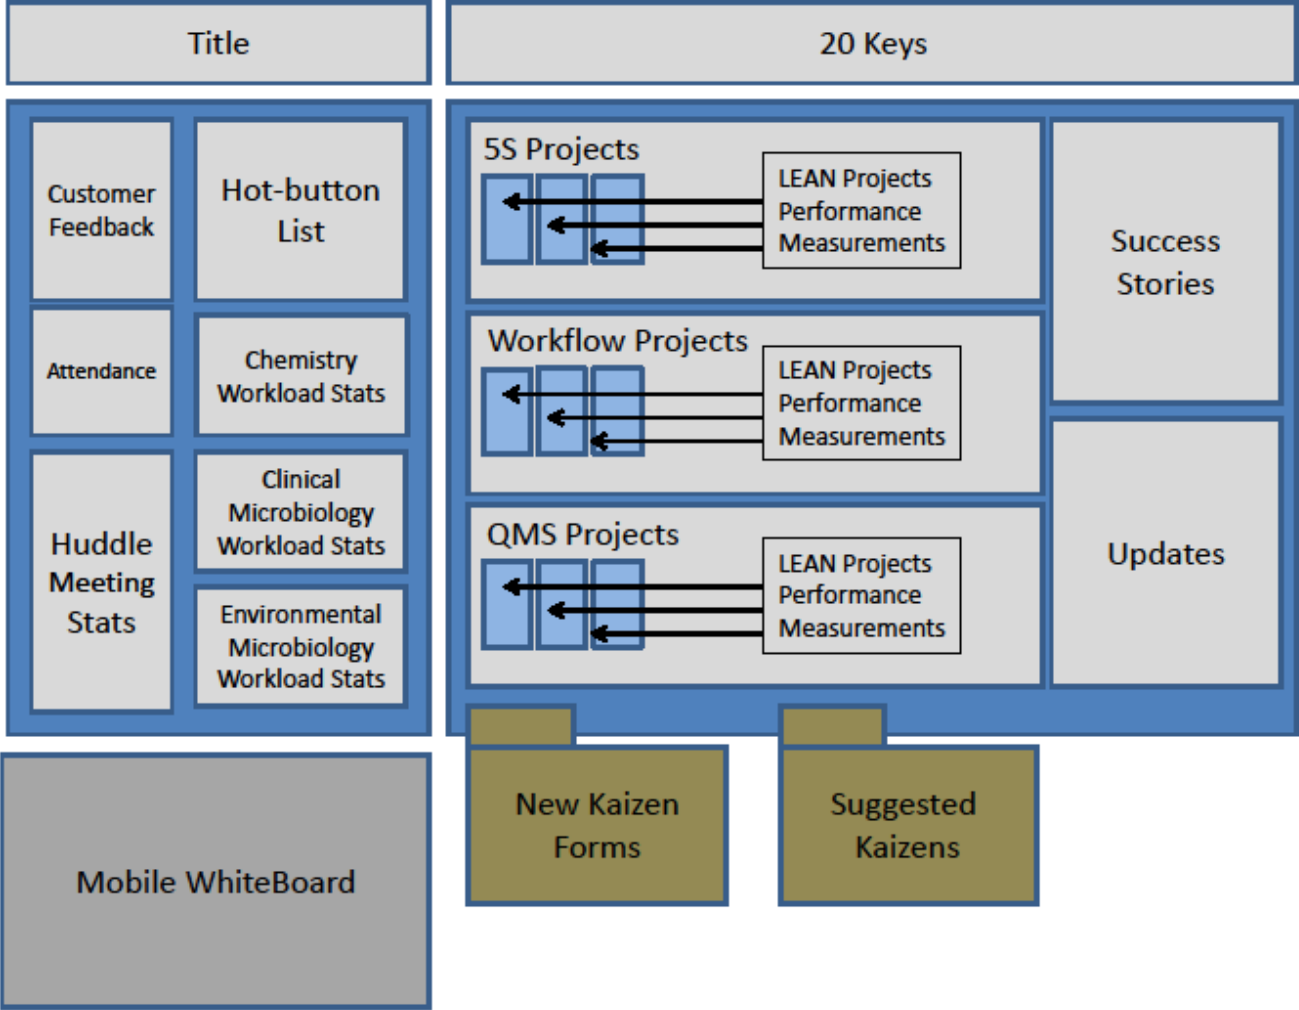 Title
20 Keys
Customer
Feedback
Hot-button
List
Attendance
Chemistry
Workload Stats
Huddle
Meeting
Stats
Clinical
Microbiology
Workload Stats
Environmental
Microbiology
Workload Stats
5S Projects
LEAN Projects
Performance
Measurements
Workflow Projects
LEAN Projects
Performance
Measurements
QMS Projects
LEAN Projects
Performance
Measurements
Success
Stories
Updates
Mobile WhiteBoard
New Kaizen
Forms
Suggested
Kaizens